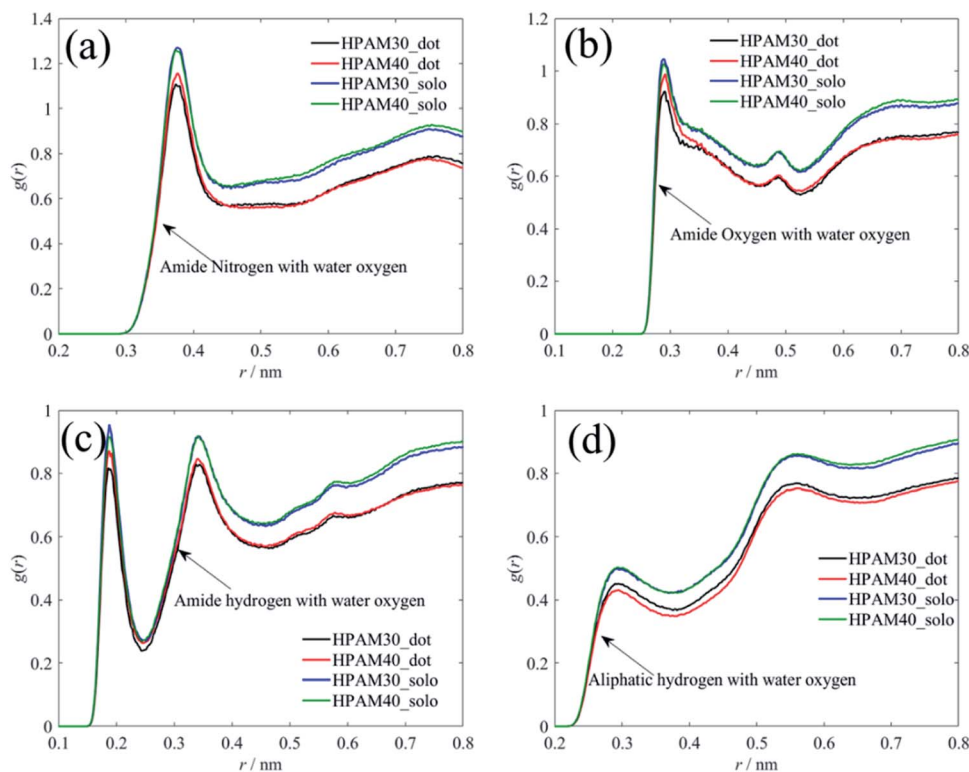 (a)
HPAM30_dot
HPAM40_dot
HPAM30_solo
HPAM40_solo
Amide Nitrogen with water oxygen
g(r)
0
0.2
0.4
0.6
0.8
1
1.2
1.4
0.2 0.3 0.4 0.5 0.6 0.7 0.8
r / nm
(b)
HPAM30_dot
HPAM40_dot
HPAM30_solo
HPAM40_solo
Amide Oxygen with water oxygen
g(r)
0
0.2
0.4
0.6
0.8
1
1.2
0.1 0.2 0.3 0.4 0.5 0.6 0.7 0.8
r / nm
(c)
Amide hydrogen with water oxygen
HPAM30_dot
HPAM40_dot
HPAM30_solo
HPAM40_solo
g(r)
0
0.2
0.4
0.6
0.8
1
0.1 0.2 0.3 0.4 0.5 0.6 0.7 0.8
r / nm
(d)
HPAM30_dot
HPAM40_dot
HPAM30_solo
HPAM40_solo
Aliphatic hydrogen with water oxygen
g(r)
0
0.2
0.4
0.6
0.8
1
0.2 0.3 0.4 0.5 0.6 0.7 0.8
r / nm